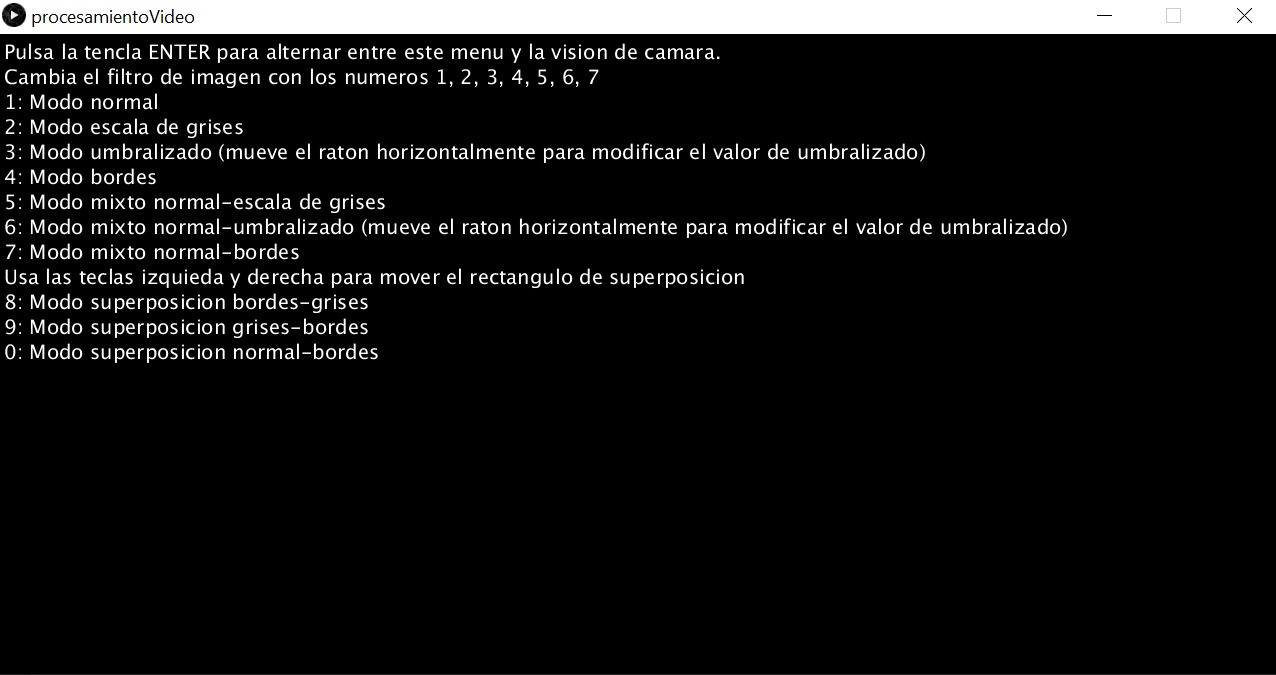 procesamientoVideo
Pulsa la tencla ENTER para alternar entre este menu y la vision de camara.
Cambia el filtro de imagen con los numeros 1, 2, 3, 4, 5, 6, 7
1: Modo normal
2: Modo escala de grises
3: Modo umbralizado (mueve el raton horizontalmente para modificar el valor de umbralizado)
4: Modo bordes
5: Modo mixto normal-escala de grises
6: Modo mixto normal-umbralizado (mueve el raton horizontalmente para modificar el valor de umbralizado)
7: Modo mixto normal-bordes
Usa las teclas izquieda y derecha para mover el rectangulo de superposicion
8: Modo superposicion bordes-grises
9: Modo superposicion grises-bordes
0: Modo superposicion normal-bordes